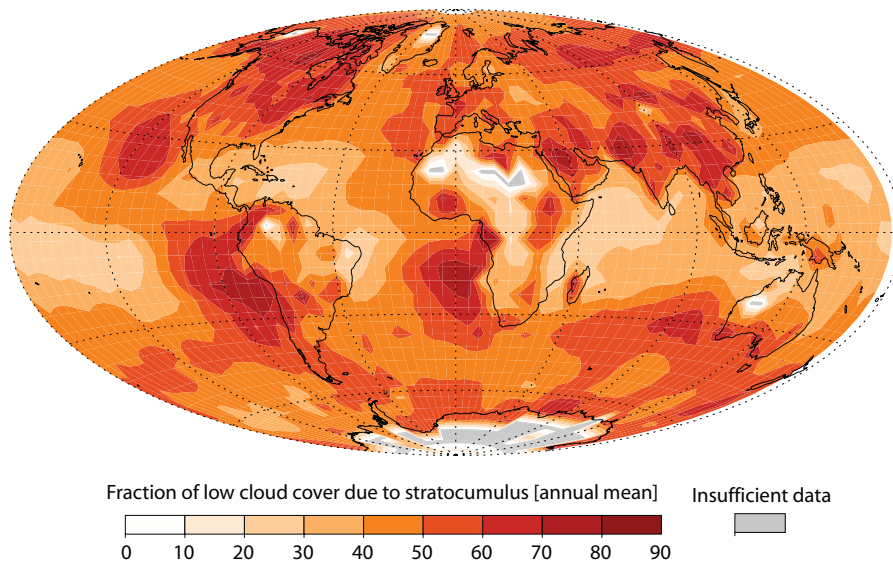 Fraction of low cloud cover due to stratocumulus [annual mean]
Insufficient data
0 10 20 30 40 50 60 70 80 90